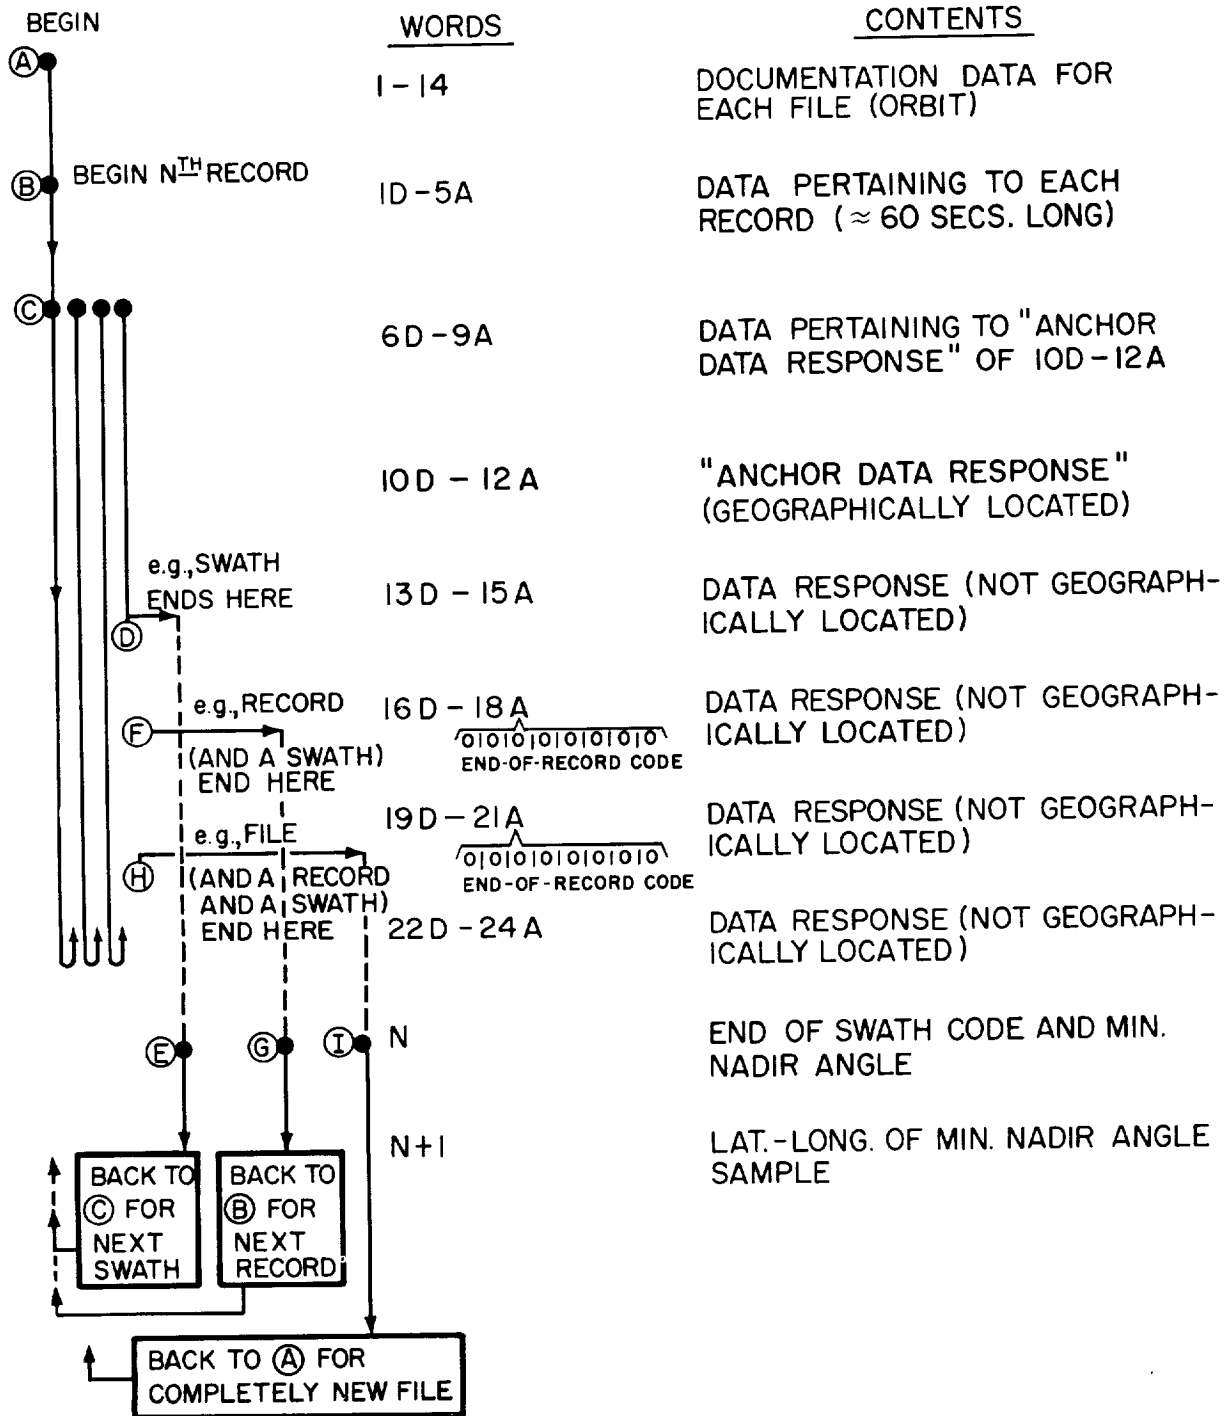 BEGIN
WORDS
CONTENTS
A
1-14
DOCUMENTATION DATA FOR
EACH FILE (ORBIT)
B
BEGIN NTH RECORD
1D-5A
DATA PERTAINING TO EACH
RECORD (≈ 60 SECS. LONG)
C
6D-9A
DATA PERTAINING TO "ANCHOR
DATA RESPONSE" OF 10D-12A
10D - 12A
"ANCHOR DATA RESPONSE"
(GEOGRAPHICALLY LOCATED)
e.g., SWATH
ENDS HERE
D
13D - 15A
DATA RESPONSE (NOT GEOGRAPH-
ICALLY LOCATED)
F
e.g., RECORD
(AND A SWATH)
END HERE
16D - 18A
010101010101010
END-OF-RECORD CODE
DATA RESPONSE (NOT GEOGRAPH-
ICALLY LOCATED)
H
e.g., FILE
(AND A RECORD
AND A SWATH)
END HERE
19D - 21A
010101010101010
END-OF-RECORD CODE
DATA RESPONSE (NOT GEOGRAPH-
ICALLY LOCATED)
22D - 24A
DATA RESPONSE (NOT GEOGRAPH-
ICALLY LOCATED)
E
G
I
N
END OF SWATH CODE AND MIN.
NADIR ANGLE
N+1
LAT.-LONG. OF MIN. NADIR ANGLE
SAMPLE
BACK TO
C FOR
NEXT
SWATH
BACK TO
B FOR
NEXT
RECORD
BACK TO A FOR
COMPLETELY NEW FILE